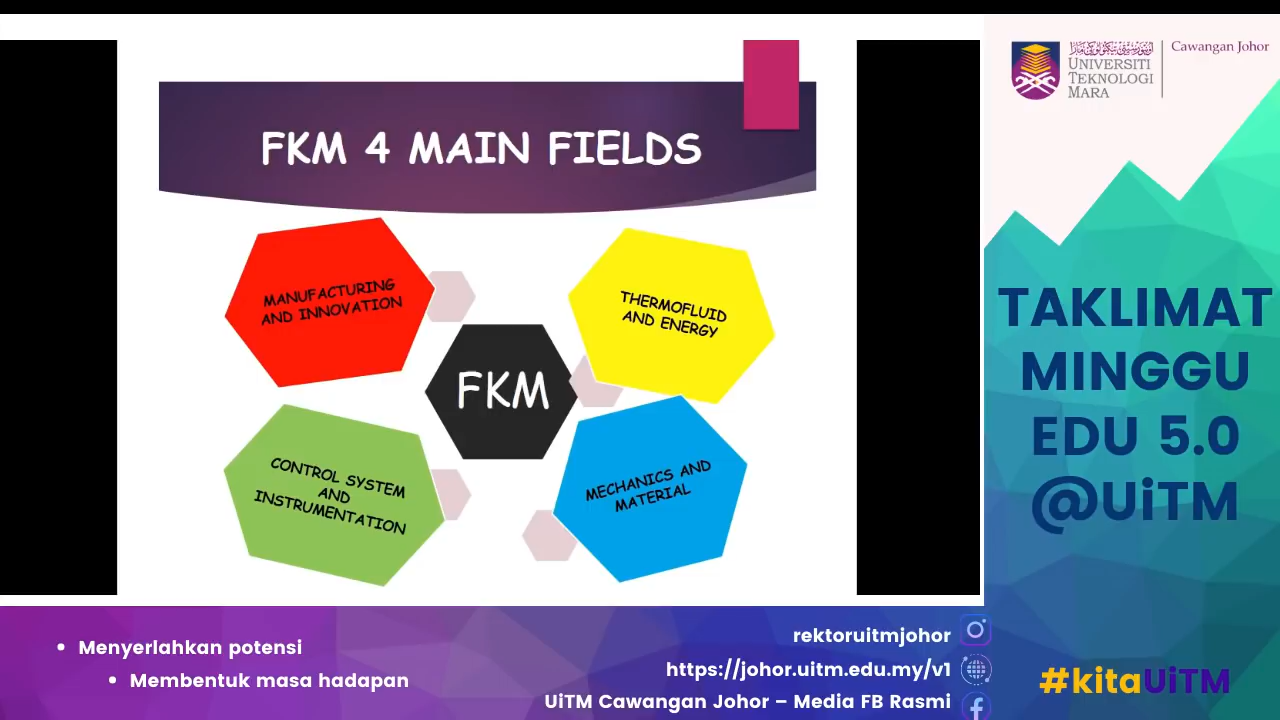 FKM 4 MAIN FIELDS
MANUFACTURING
AND INNOVATION
THERMOFLUID
AND ENERGY
FKM
CONTROL SYSTEM
AND
INSTRUMENTATION
MECHANICS AND
MATERIAL
UNIVERSITI
TEKNOLOGI
MARA
Cawangan Johor
TAKLIMAT
MINGGU
EDU 5.0
@UiTM
• Menyerlahkan potensi
• Membentuk masa hadapan
rektoruitmjohor
https://johor.uitm.edu.my/v1
UiTM Cawangan Johor – Media FB Rasmi
#kitaUiTM